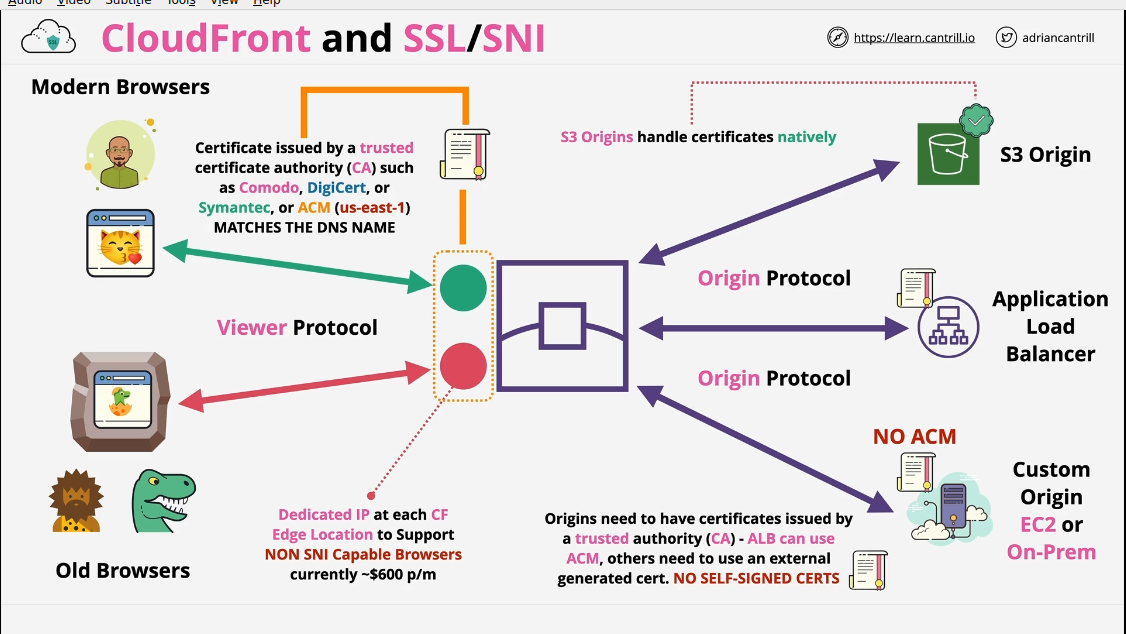 Audio Video Subtitle Tools View Help
CloudFront and SSL/SNI
https://learn.cantrill.io
adriancantrill
Modern Browsers
Certificate issued by a trusted
certificate authority (CA) such
as Comodo, DigiCert, or
Symantec, or ACM (us-east-1)
MATCHES THE DNS NAME
S3 Origins handle certificates natively
S3 Origin
Origin Protocol
Viewer Protocol
Application
Load
Balancer
Origin Protocol
NO ACM
Custom
Origin
EC2 or
On-Prem
Dedicated IP at each CF
Edge Location to Support
NON SNI Capable Browsers
currently ~$600 p/m
Origins need to have certificates issued by
a trusted authority (CA) - ALB can use
ACM, others need to use an external
generated cert. NO SELF-SIGNED CERTS
Old Browsers